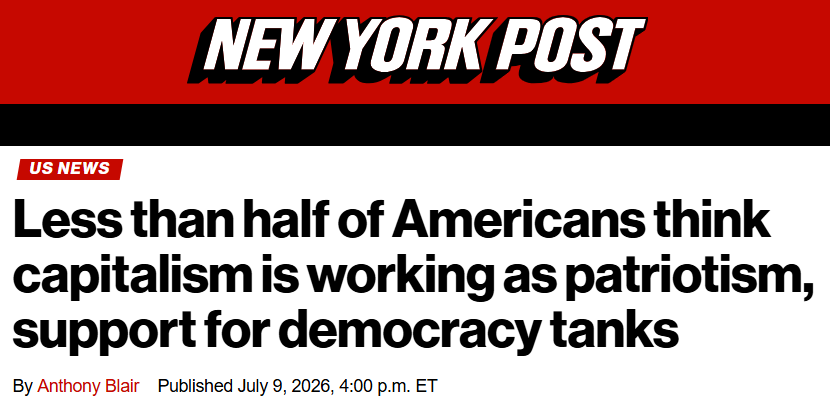 NEW YORK POST
US NEWS
Less than half of Americans think
capitalism is working as patriotism,
support for democracy tanks
By Anthony Blair Published July 9, 2026, 4:00 p.m. ET